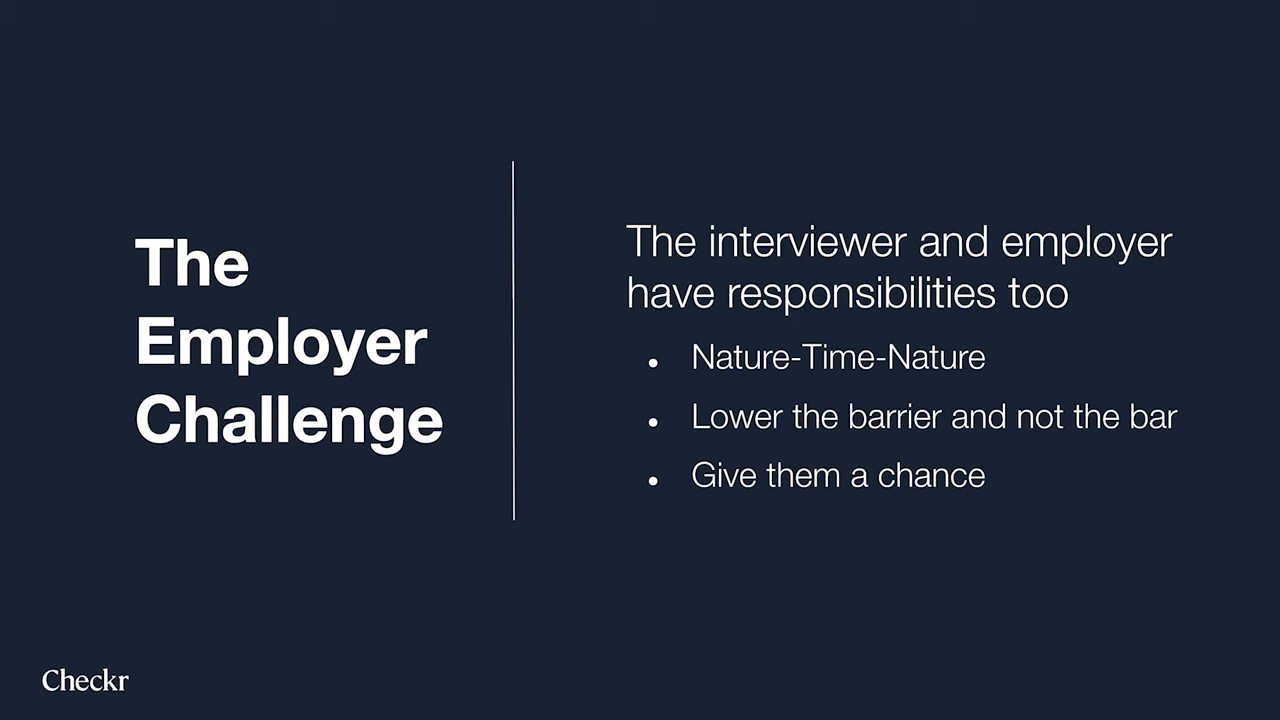 The
Employer
Challenge
The interviewer and employer
have responsibilities too
• Nature-Time-Nature
• Lower the barrier and not the bar
• Give them a chance
Checkr